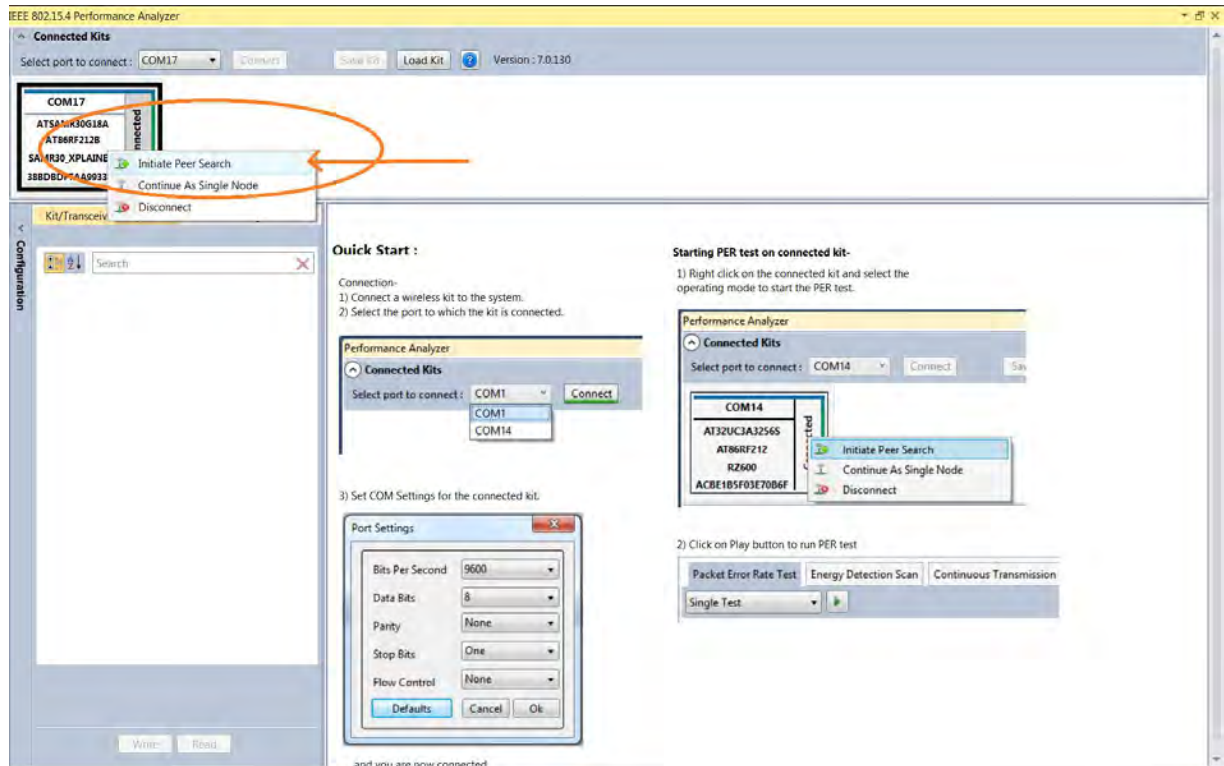 IEEE 802.15.4 Performance Analyzer
Connected Kits
Select port to connect : COM17 Connect Save Kit Load Kit Version : 7.0.130
COM17
ATSAMR30G18A
AT86RF212B
Initiate Peer Search
Continue As Single Node
Disconnect
Configuration
Search
Write Read
Quick Start :
Connection-
1) Connect a wireless kit to the system.
2) Select the port to which the kit is connected.
Performance Analyzer
Connected Kits
Select port to connect : COM1 Connect
COM1
COM14
3) Set COM Settings for the connected kit.
Port Settings
Bits Per Second 9600
Data Bits 8
Parity None
Stop Bits One
Flow Control None
Defaults Cancel Ok
and you are now connected
Starting PER test on connected kit-
1) Right click on the connected kit and select the
operating mode to start the PER test.
Performance Analyzer
Connected Kits
Select port to connect : COM14 Connect
COM14
AT32UC3A3256S
AT86RF212
RZ600
ACBE1B5F03E70B6F
Initiate Peer Search
Continue As Single Node
Disconnect
2) Click on Play button to run PER test
Packet Error Rate Test Energy Detection Scan Continuous Transmission
Single Test